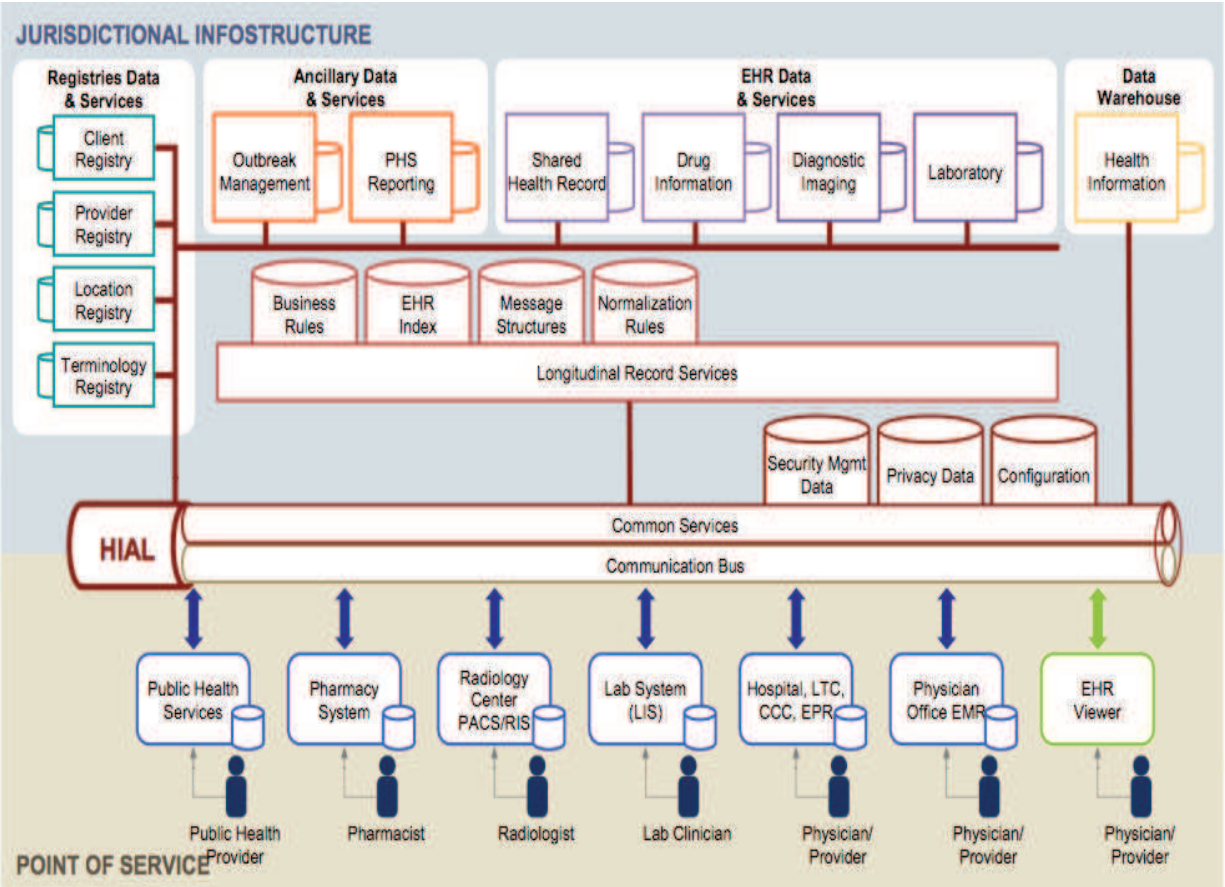 JURISDICTIONAL INFOSTRUCTURE
Registries Data
& Services
Client
Registry
Provider
Registry
Location
Registry
Terminology
Registry
Ancillary Data
& Services
Outbreak
Management
PHS
Reporting
EHR Data
& Services
Shared
Health Record
Drug
Information
Diagnostic
Imaging
Laboratory
Data
Warehouse
Health
Information
Business
Rules
EHR
Index
Message
Structures
Normalization
Rules
Longitudinal Record Services
Security Mgmt
Data
Privacy Data
Configuration
HIAL
Common Services
Communication Bus
Public Health
Services
Pharmacy
System
Radiology
Center
PACS/RIS
Lab System
(LIS)
Hospital, LTC,
CCC, EPR
Physician
Office EMR
EHR
Viewer
Public Health
Provider
Pharmacist
Radiologist
Lab Clinician
Physician/
Provider
Physician/
Provider
Physician/
Provider
POINT OF SERVICE